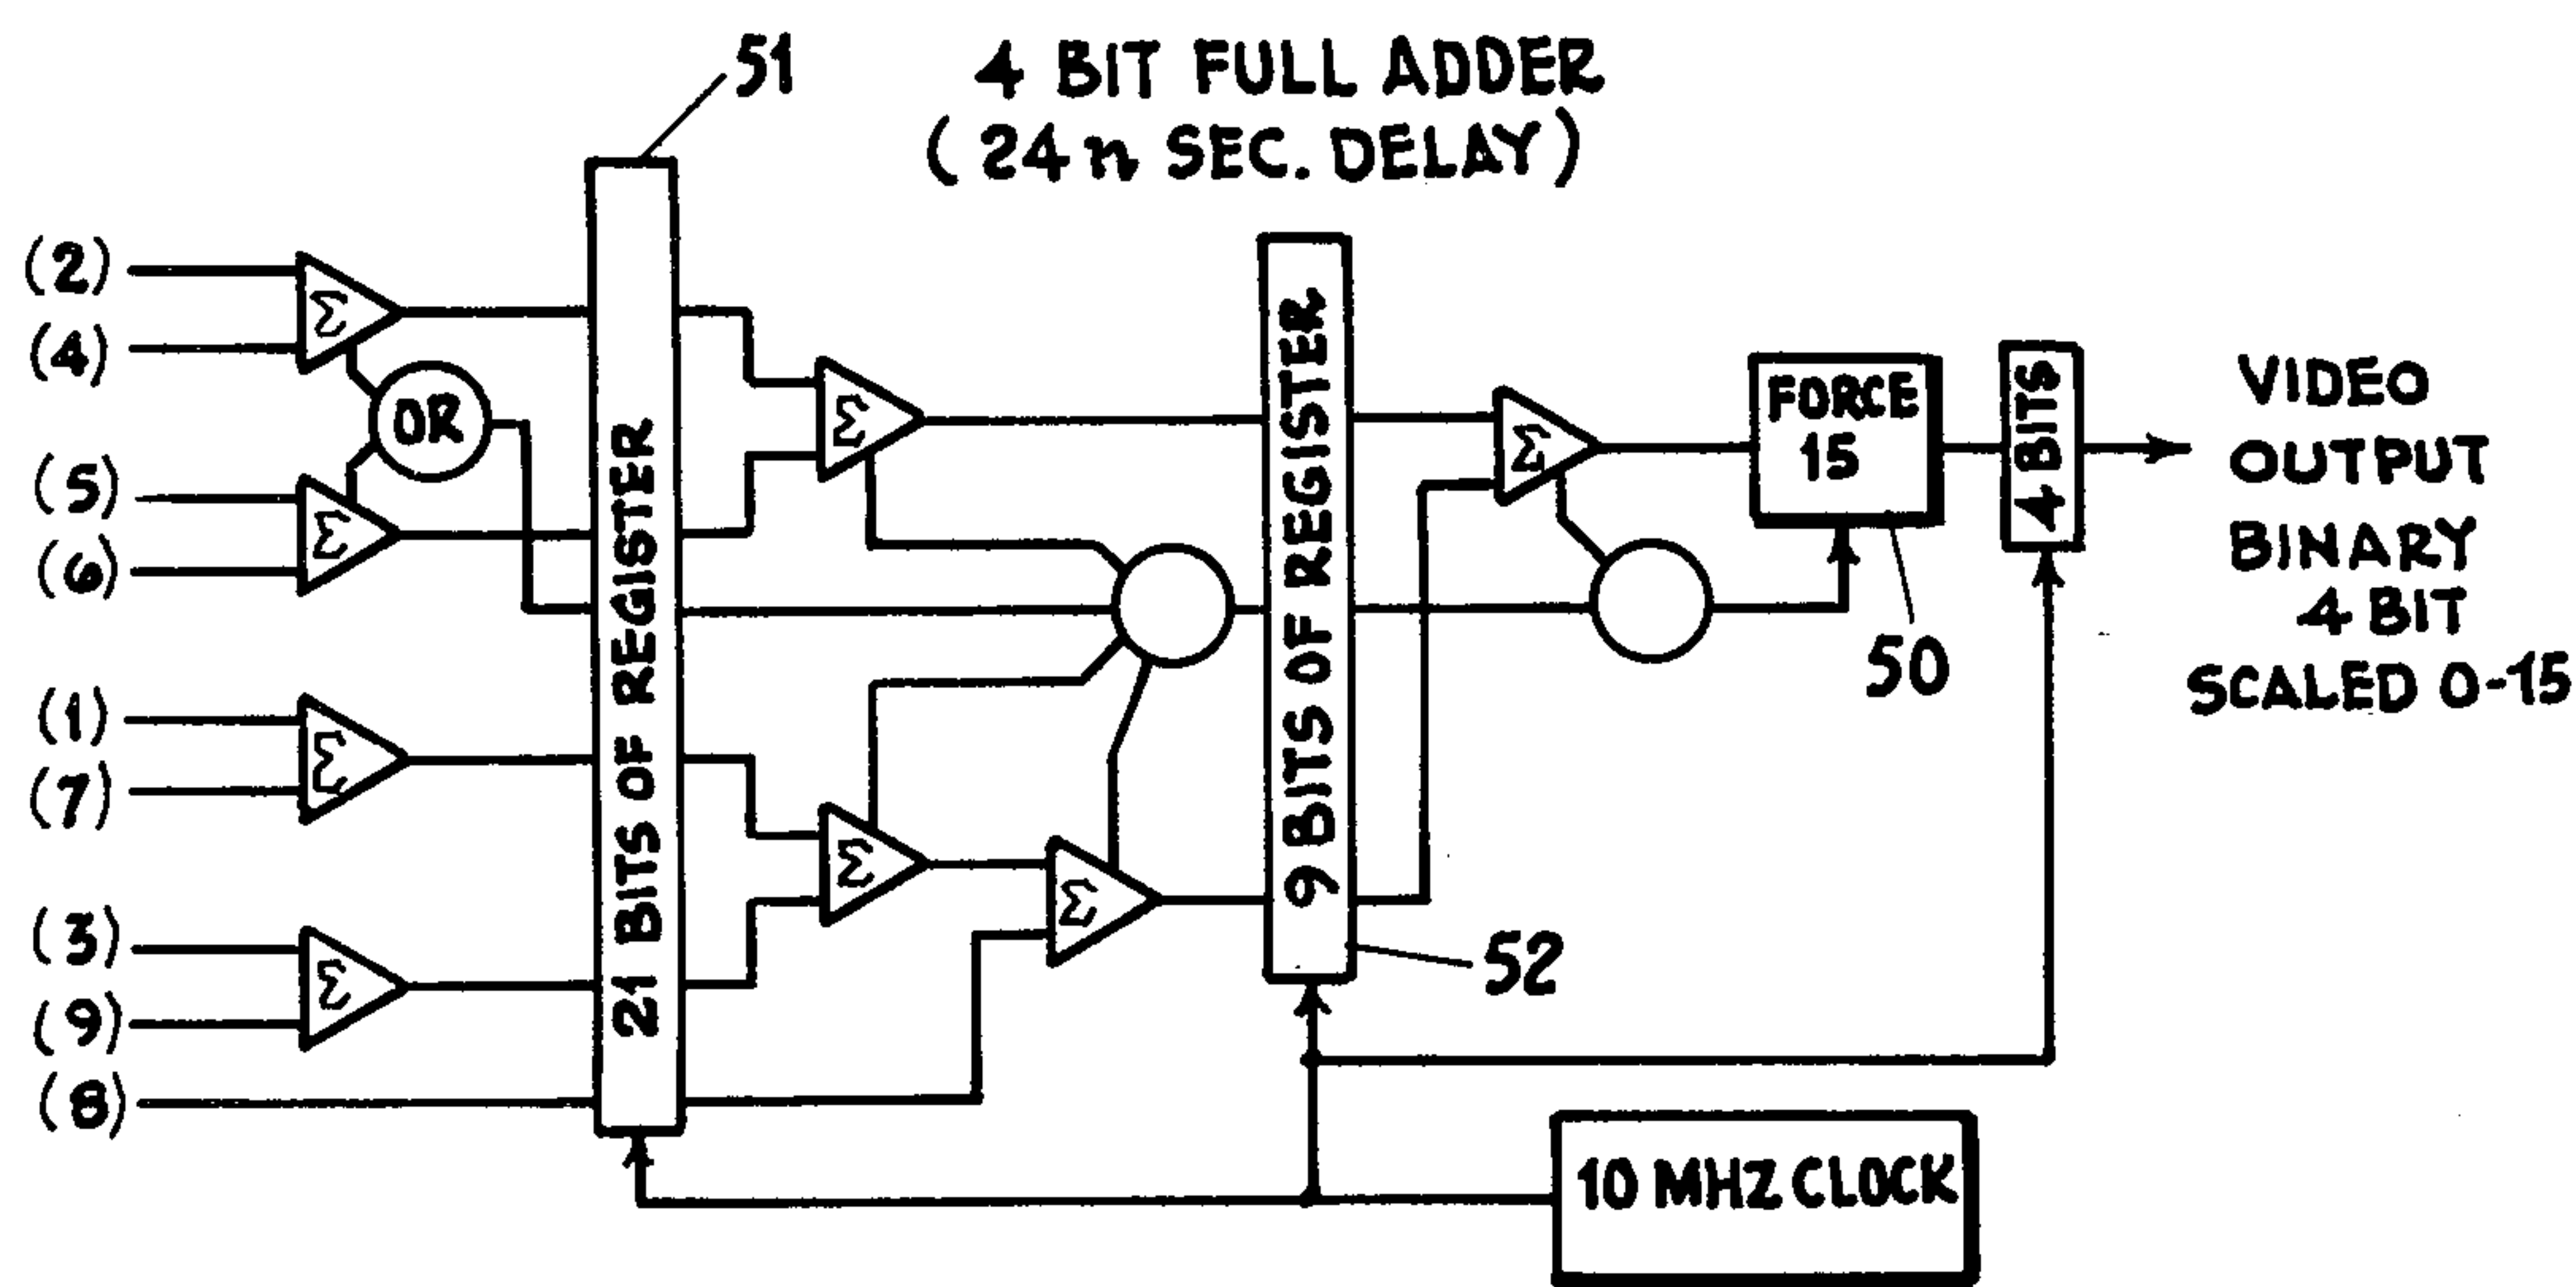 51
4 BIT FULL ADDER
( 24 n SEC. DELAY )
(2)
(4)
(5)
(6)
(1)
(7)
(3)
(9)
(8)
Σ
Σ
Σ
Σ
OR
21 BITS OF REGISTER
Σ
Σ
Σ
9 BITS OF REGISTER
52
Σ
FORCE
15
50
4 BITS
VIDEO
OUTPUT
BINARY
4 BIT
SCALED 0-15
10 MHZ CLOCK